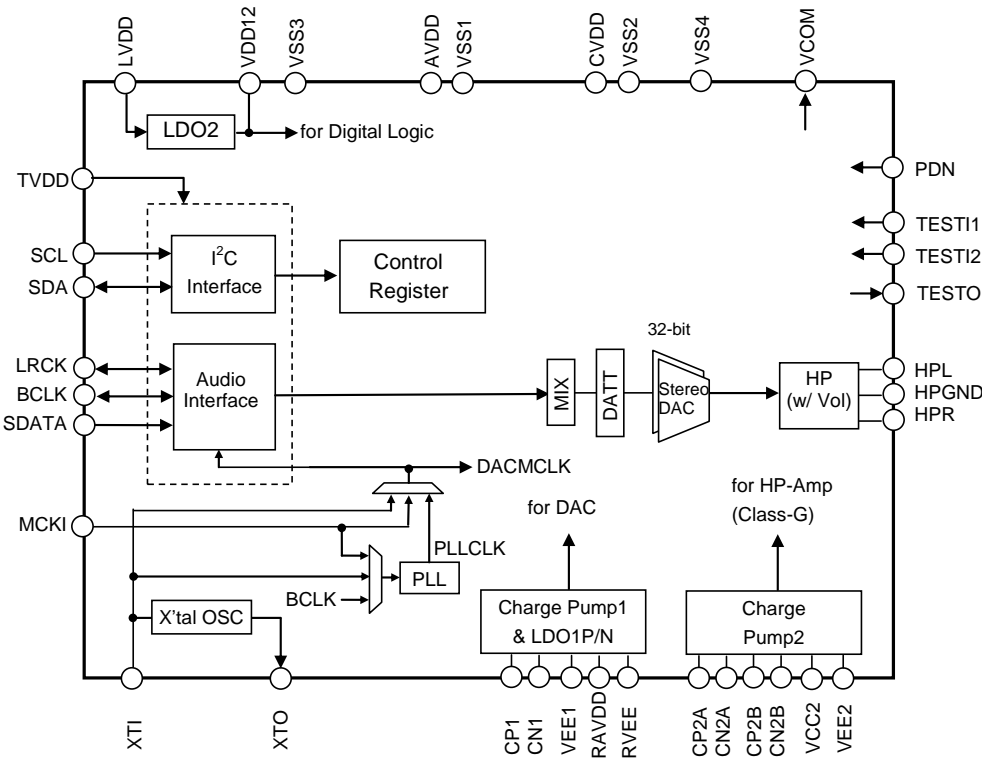 LVDD
VDD12
VSS3
AVDD
VSS1
CVDD
VSS2
VSS4
VCOM
LDO2
for Digital Logic
TVDD
PDN
SCL
SDA
I²C
Interface
Control
Register
TESTI1
TESTI2
TESTO
LRCK
BCLK
SDATA
Audio
Interface
MIX
DATT
32-bit
Stereo
DAC
HP
(w/ Vol)
HPL
HPGND
HPR
DACMCLK
MCKI
PLLCLK
BCLK
PLL
for DAC
for HP-Amp
(Class-G)
X'tal OSC
Charge Pump1
& LDO1P/N
Charge
Pump2
XTI
XTO
CP1
CN1
VEE1
RAVDD
RVEE
CP2A
CN2A
CP2B
CN2B
VCC2
VEE2